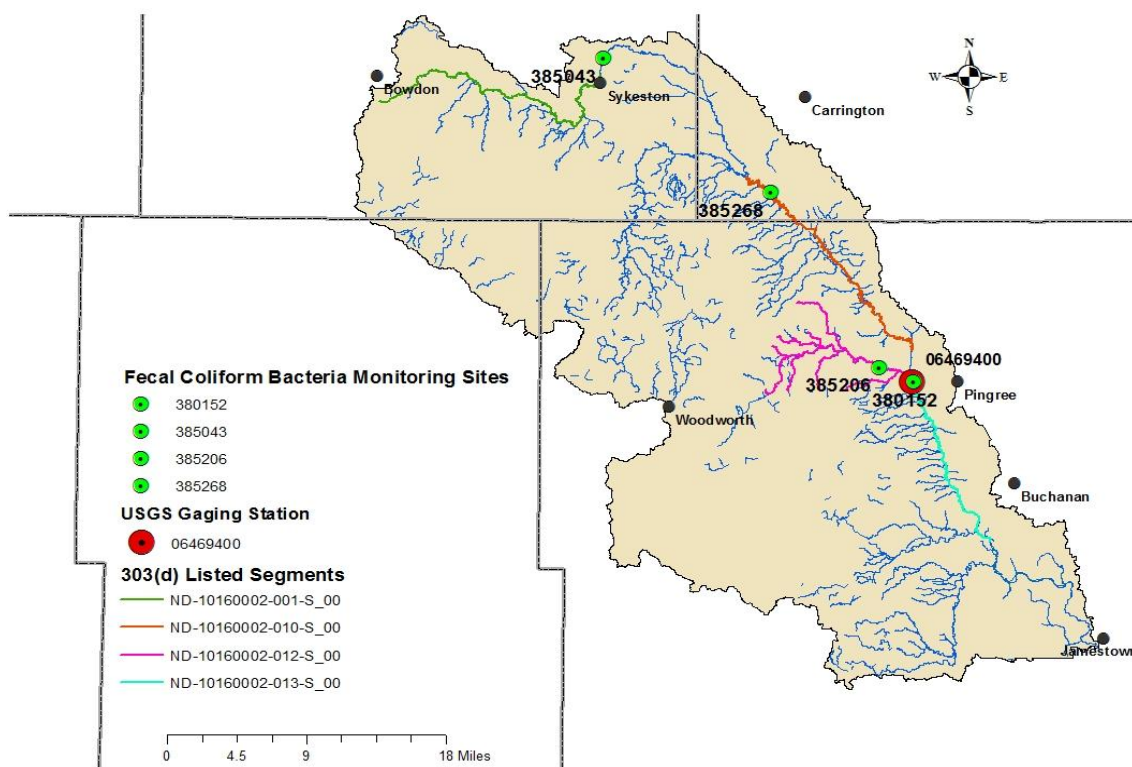 N
W E
S
385043
Bowdon
Sykeston
Carrington
385268
06469400
385206
380152
Pingree
Woodworth
Buchanan
Jamestown
Fecal Coliform Bacteria Monitoring Sites
380152
385043
385206
385268
USGS Gaging Station
06469400
303(d) Listed Segments
ND-10160002-001-S_00
ND-10160002-010-S_00
ND-10160002-012-S_00
ND-10160002-013-S_00
0 4.5 9 18 Miles